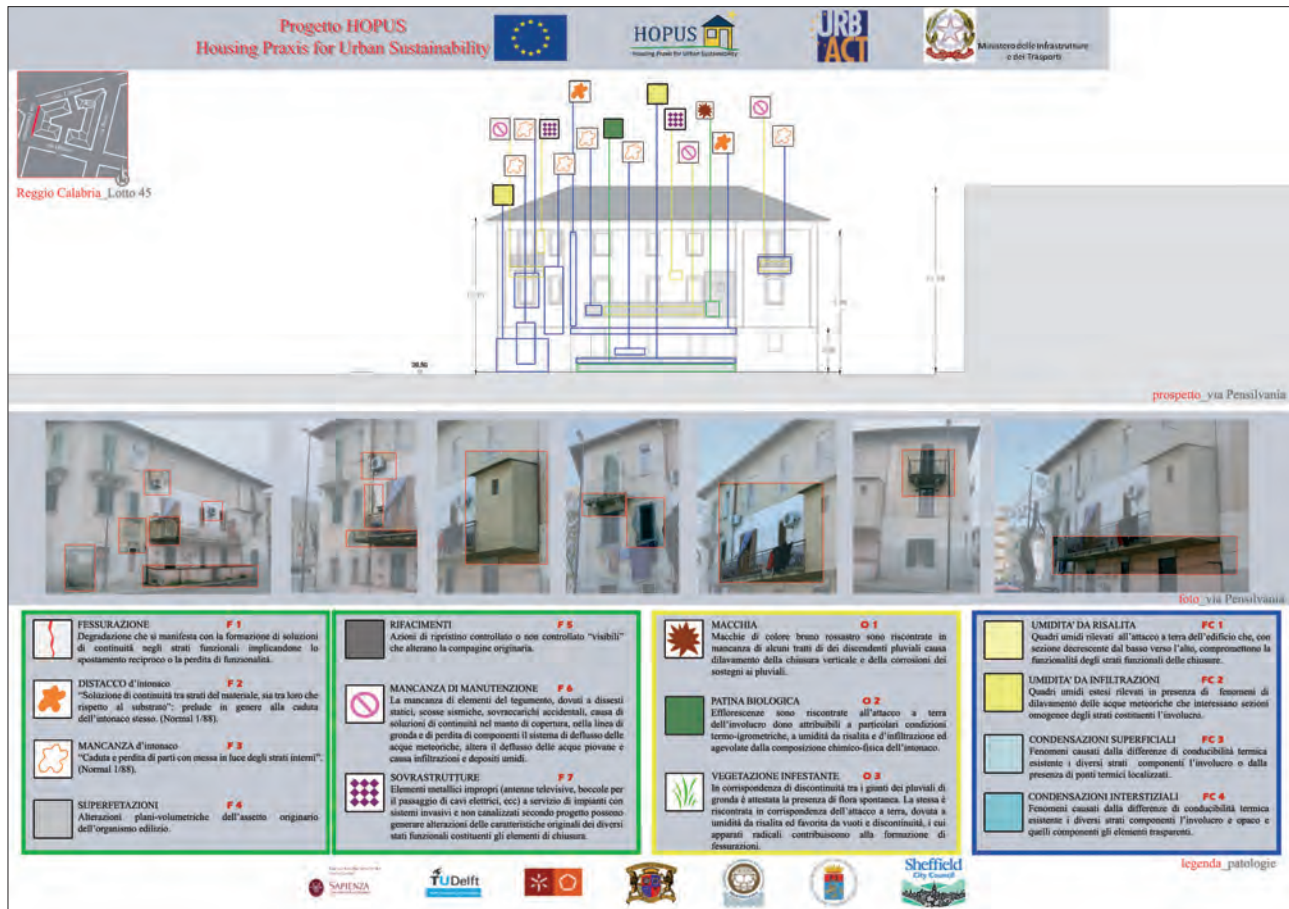 Progetto HOPUS
Housing Praxis for Urban Sustainability
HOPUS
Housing Praxis for Urban Sustainability
URB
ACT
Ministero delle Infrastrutture
e dei Trasporti
Reggio Calabria_Lotto 45
prospetto_via Pensilvania
foto_via Pensilvania
FESSURAZIONE F 1
Degradazione che si manifesta con la formazione di soluzioni
di continuità negli strati funzionali implicandone lo
spostamento reciproco o la perdita di funzionalità.
DISTACCO d'intonaco F 2
"Soluzione di continuità tra strati del materiale, sia tra loro che
rispetto al substrato": prelude in genere alla caduta
dell'intonaco stesso. (Normal 1/88).
MANCANZA d'intonaco F 3
"Caduta e perdita di parti con messa in luce degli strati interni".
(Normal 1/88).
SUPERFETAZIONI F 4
Alterazioni plani-volumetriche dell'assetto originario
dell'organismo edilizio.
RIFACIMENTI F 5
Azioni di ripristino controllato o non controllato "visibili"
che alterano la compagine originaria.
MANCANZA DI MANUTENZIONE F 6
La mancanza di elementi del tegumento, dovuti a dissesti
statici, scosse sismiche, sovraccarichi accidentali, causa di
soluzioni di continuità nel manto di copertura, nella linea di
gronda e di perdita di componenti il sistema di deflusso delle
acque meteoriche, altera il deflusso delle acque piovane e
causa infiltrazioni e depositi umidi.
SOVRASTRUTTURE F 7
Elementi metallici impropri (antenne televisive, boccole per
il passaggio di cavi elettrici, ecc) a servizio di impianti con
sistemi invasivi e non canalizzati secondo progetto possono
generare alterazioni delle caratteristiche originali dei diversi
stati funzionali costituenti gli elementi di chiusura.
MACCHIA O 1
Macchie di colore bruno rossastro sono riscontrate in
mancanza di alcuni tratti di dei discendenti pluviali causa
dilavamento della chiusura verticale e della corrosioni dei
sostegni ai pluviali.
PATINA BIOLOGICA O 2
Efflorescenze sono riscontrate all'attacco a terra
dell'involucro dono attribuibili a particolari condizioni
termo-igrometriche, a umidità da risalita e d'infiltrazione ed
agevolate dalla composizione chimico-fisica dell'intonaco.
VEGETAZIONE INFESTANTE O 3
In corrispondenza di discontinuità tra i giunti dei pluviali di
gronda è attestata la presenza di flora spontanea. La stessa è
riscontrata in corrispondenza dell'attacco a terra, dovuta a
umidità da risalita ed favorita da vuoti e discontinuità, i cui
apparati radicali contribuiscono alla formazione di
fessurazioni.
UMIDITA' DA RISALITA FC 1
Quadri umidi rilevati all'attacco a terra dell'edificio che, con
sezione decrescente dal basso verso l'alto, compromettono la
funzionalità degli strati funzionali delle chiusure.
UMIDITA' DA INFILTRAZIONI FC 2
Quadri umidi estesi rilevati in presenza di fenomeni di
dilavamento delle acque meteoriche che interessano sezioni
omogenee degli strati costituenti l'involucro.
CONDENSAZIONI SUPERFICIALI FC 3
Fenomeni causati dalla differenze di conducibilità termica
esistente i diversi strati componenti l'involucro o dalla
presenza di ponti termici localizzati.
CONDENSAZIONI INTERSTIZIALI FC 4
Fenomeni causati dalla differenze di conducibilità termica
esistente i diversi strati componenti l'involucro e opaco e
quelli componenti gli elementi trasparenti.
legenda_patologie
SAPIENZA
TUDelft
Sheffield
City Council